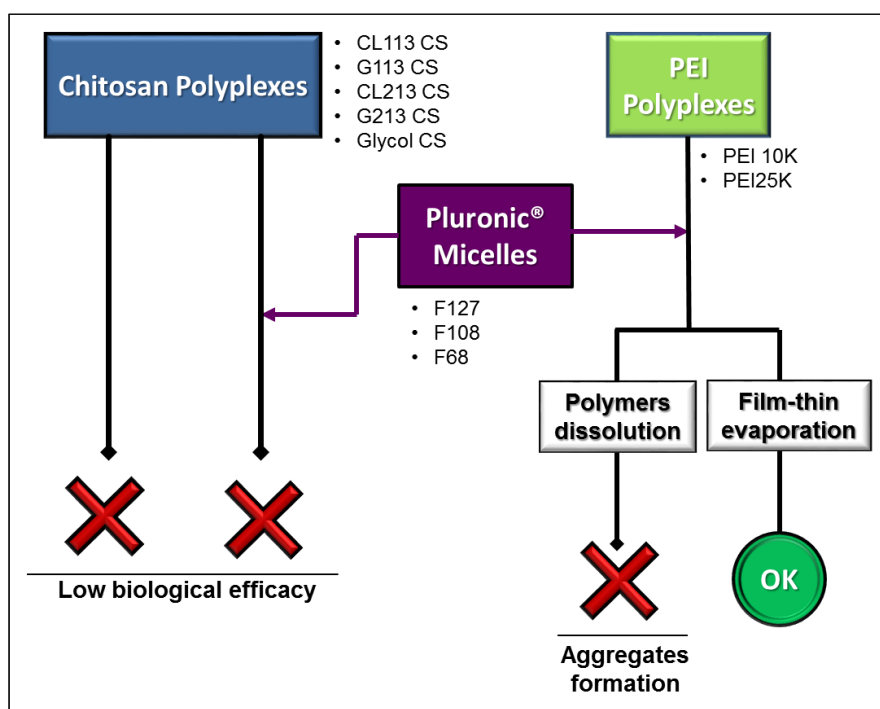 Chitosan Polyplexes
• CL113 CS
• G113 CS
• CL213 CS
• G213 CS
• Glycol CS
PEI
Polyplexes
• PEI 10K
• PEI25K
Pluronic®
Micelles
• F127
• F108
• F68
Polymers
dissolution
Film-thin
evaporation
Low biological efficacy
OK
Aggregates
formation